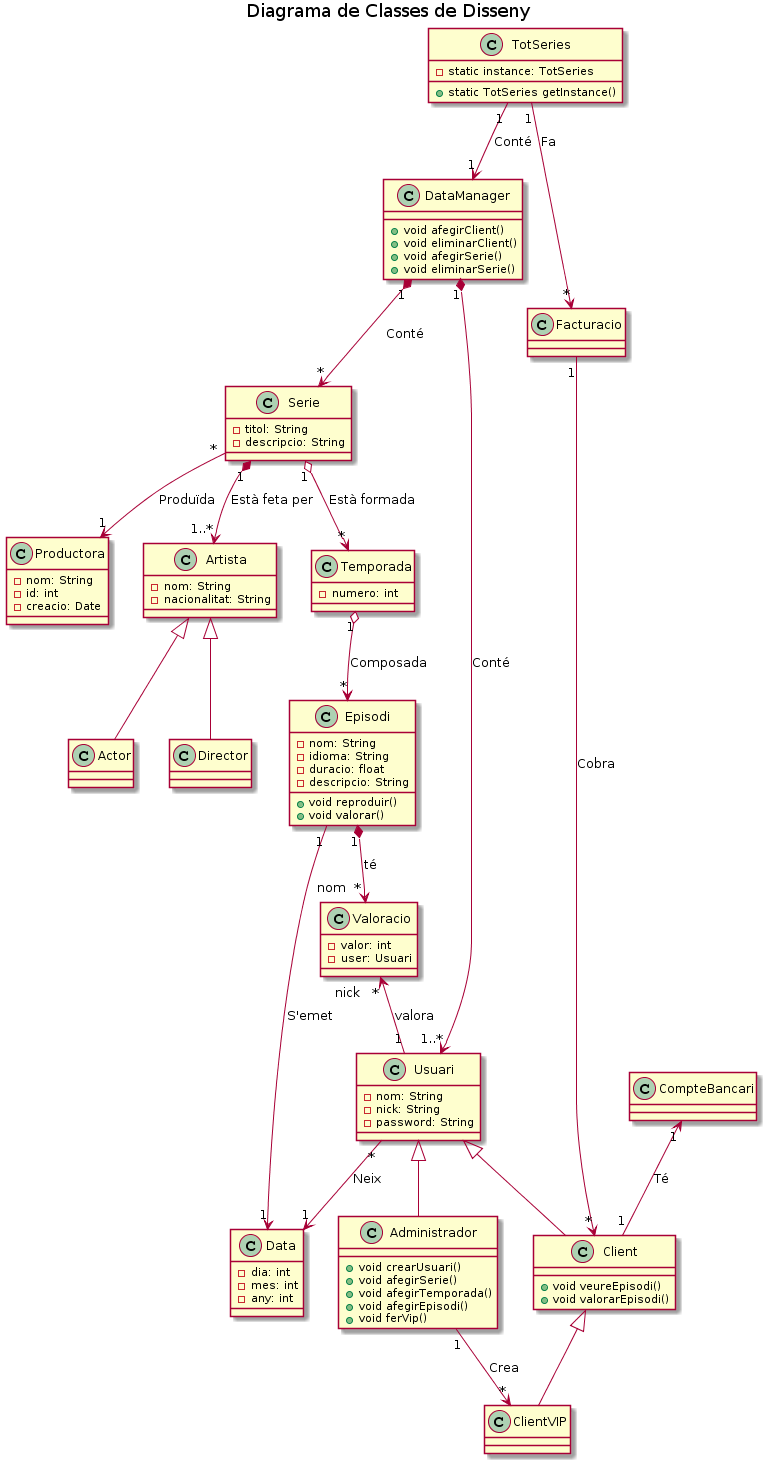 Diagrama de Classes de Disseny
C TotSeries
static instance: TotSeries
static TotSeries getInstance()
1
1
Conté
Fa
1
C DataManager
void afegirClient()
void eliminarClient()
void afegirSerie()
void eliminarSerie()
*
1
1
C Facturacio
Conté
1
*
C Serie
titol: String
descripcio: String
*
1
1
Produïda
Està feta per
Està formada
1
1..*
*
C Productora
nom: String
id: int
creacio: Date
C Artista
nom: String
nacionalitat: String
C Temporada
numero: int
1
Composada
Conté
*
C Episodi
nom: String
idioma: String
duracio: float
descripcio: String
void reproduir()
void valorar()
C Actor
C Director
Cobra
1
1
té
nom *
C Valoracio
valor: int
user: Usuari
nick *
S'emet
valora
1
1..*
C Usuari
nom: String
nick: String
password: String
C CompteBancari
1
*
Neix
Té
1
1
1
*
C Data
dia: int
mes: int
any: int
C Administrador
void crearUsuari()
void afegirSerie()
void afegirTemporada()
void afegirEpisodi()
void ferVip()
C Client
void veureEpisodi()
void valorarEpisodi()
1
Crea
*
C ClientVIP